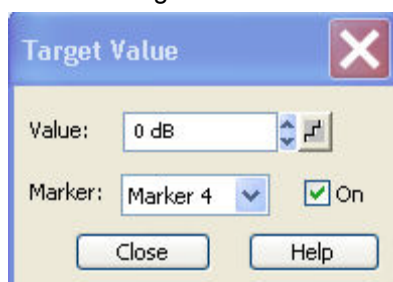 Target Value
Value: 0 dB
Marker: Marker 4 On
Close Help